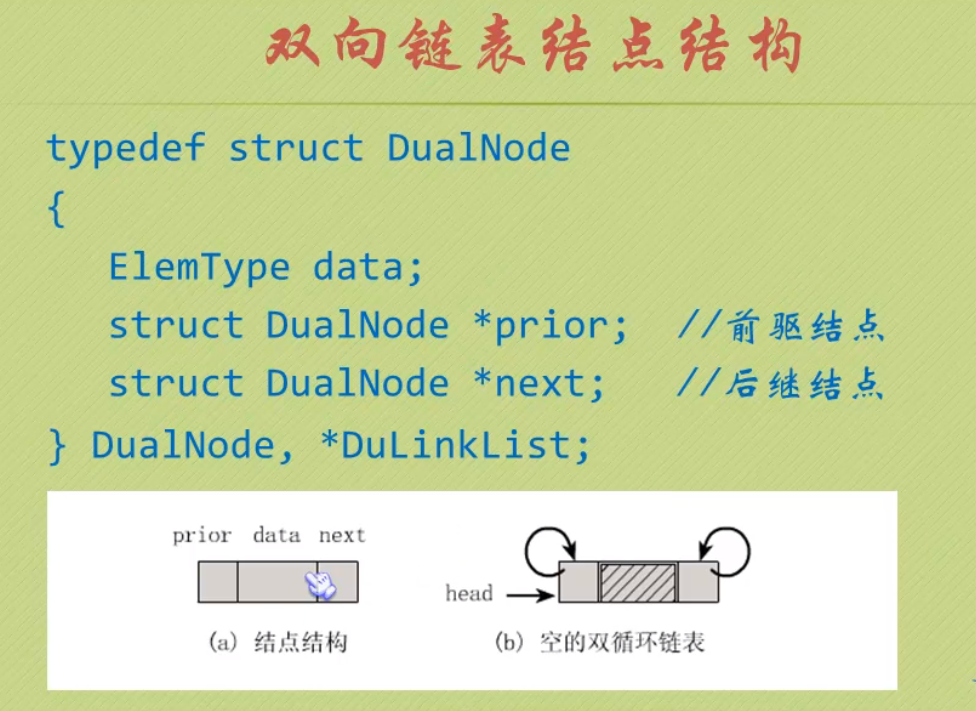 双向链表结点结构
typedef struct DualNode
{
ElemType data;
struct DualNode *prior; //前驱结点
struct DualNode *next; //后继结点
} DualNode, *DuLinkList;
prior data next
head
(a) 结点结构
(b) 空的双循环链表